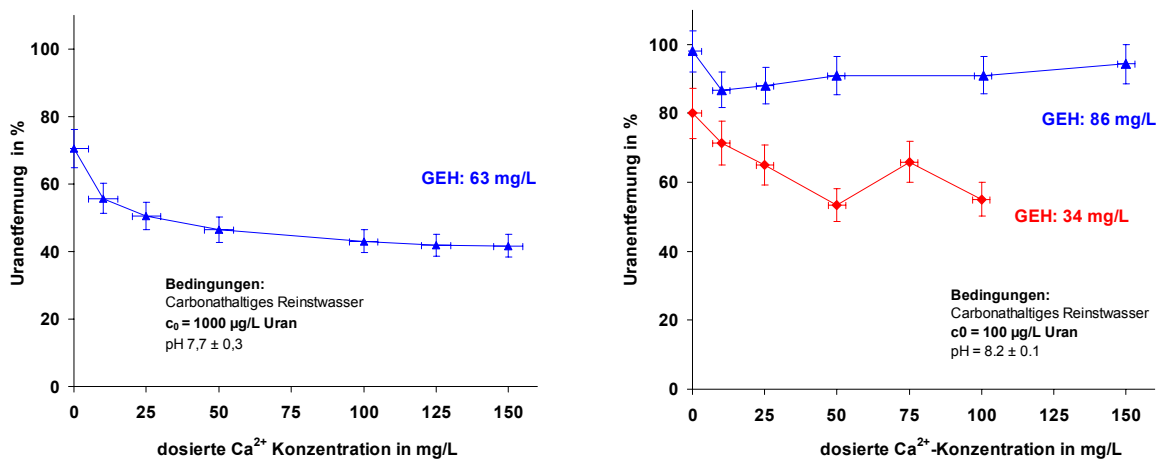 Uranetfernung in %
100
80
60
40
20
0
GEH: 63 mg/L
Bedingungen:
Carbonathaltiges Reinstwasser
c₀ = 1000 µg/L Uran
pH 7,7 ± 0,3
0 25 50 75 100 125 150
dosierte Ca²⁺ Konzentration in mg/L
Uranentfernung in %
100
80
60
40
20
0
GEH: 86 mg/L
GEH: 34 mg/L
Bedingungen:
Carbonathaltiges Reinstwasser
c0 = 100 µg/L Uran
pH = 8.2 ± 0.1
0 25 50 75 100 125 150
dosierte Ca²⁺-Konzentration in mg/L